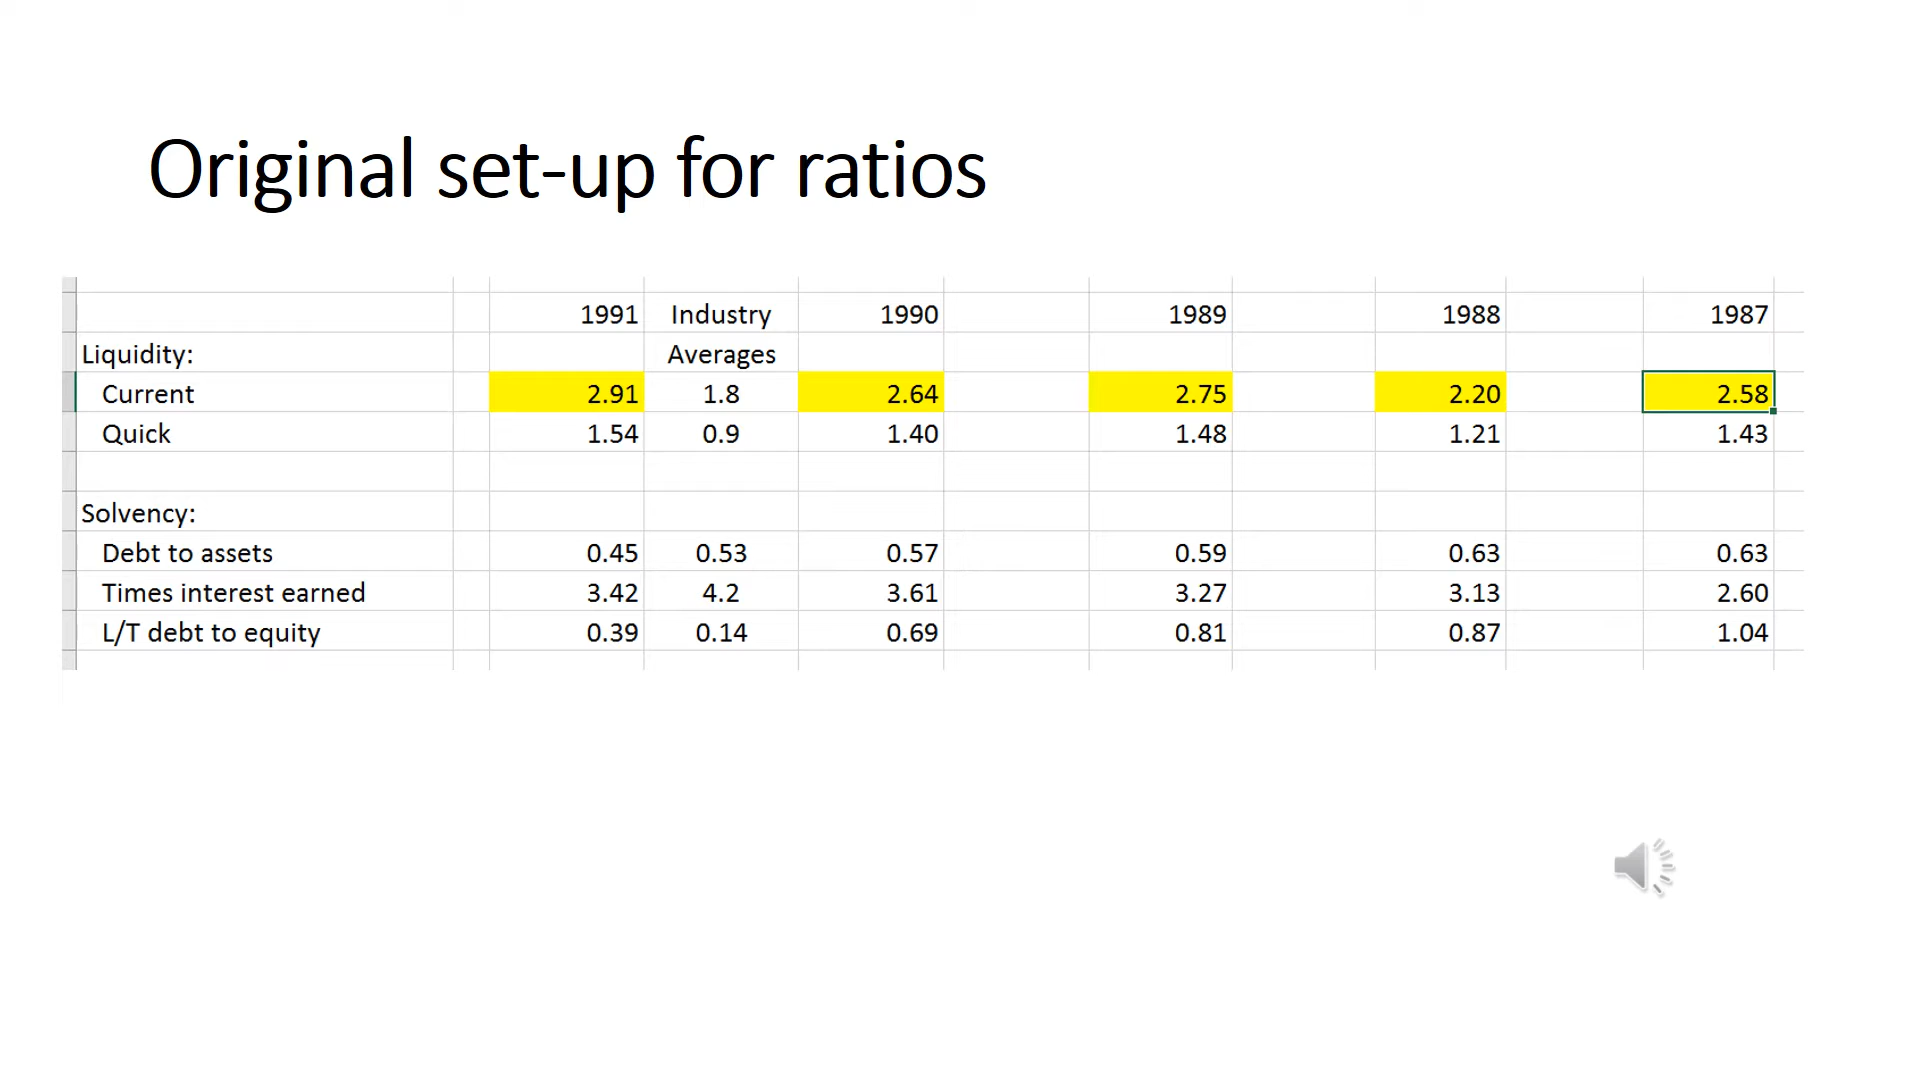 Original set-up for ratios
1991 Industry 1990 1989 1988 1987
Liquidity: Averages
Current 2.91 1.8 2.64 2.75 2.20 2.58
Quick 1.54 0.9 1.40 1.48 1.21 1.43
Solvency:
Debt to assets 0.45 0.53 0.57 0.59 0.63 0.63
Times interest earned 3.42 4.2 3.61 3.27 3.13 2.60
L/T debt to equity 0.39 0.14 0.69 0.81 0.87 1.04